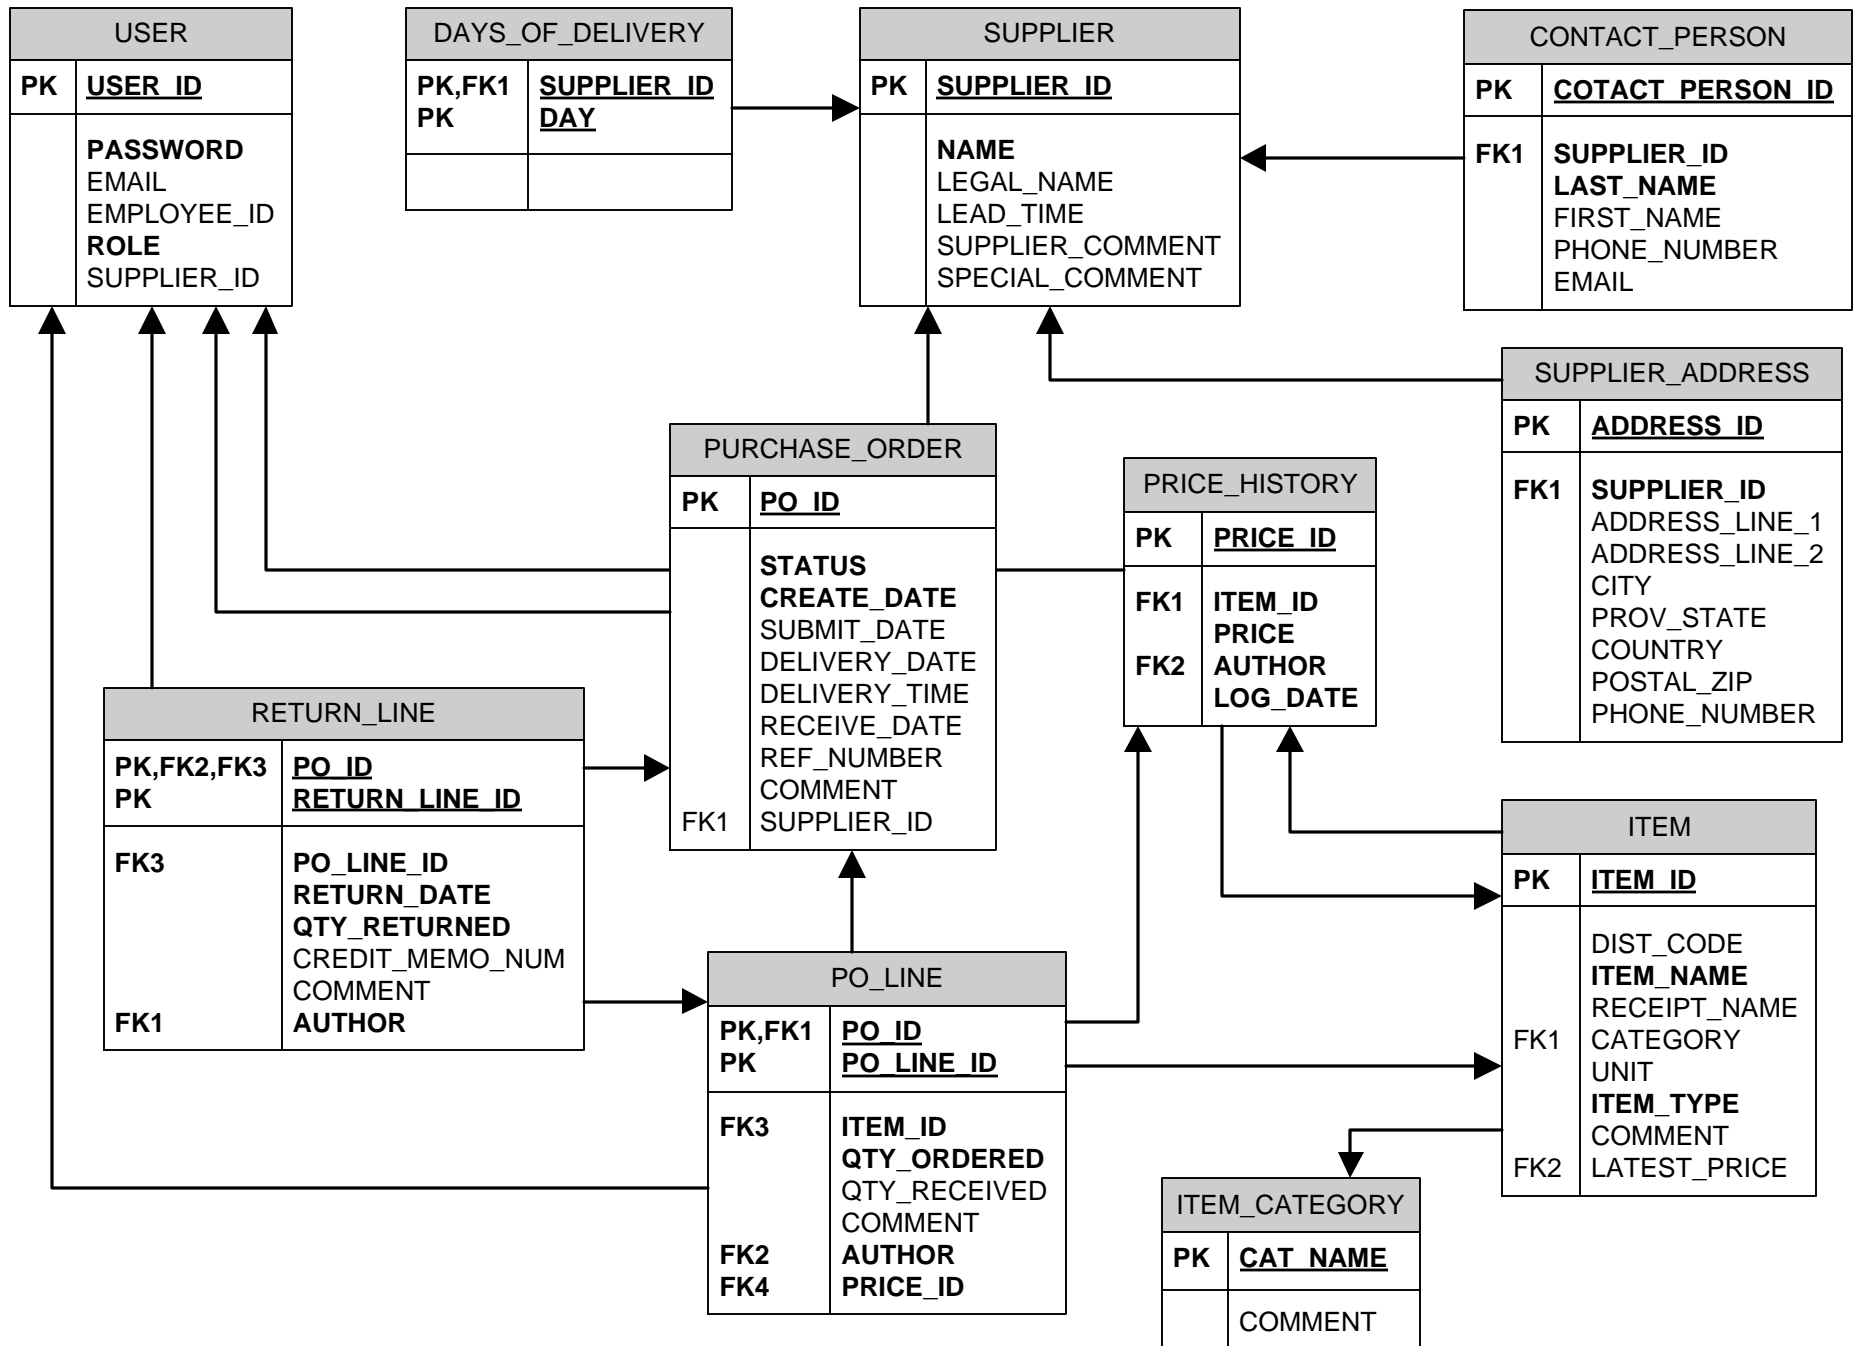 USER
PK USER_ID
PASSWORD
EMAIL
EMPLOYEE_ID
ROLE
SUPPLIER_ID
DAYS_OF_DELIVERY
PK,FK1 SUPPLIER_ID
PK DAY
SUPPLIER
PK SUPPLIER_ID
NAME
LEGAL_NAME
LEAD_TIME
SUPPLIER_COMMENT
SPECIAL_COMMENT
CONTACT_PERSON
PK COTACT_PERSON_ID
FK1 SUPPLIER_ID
LAST_NAME
FIRST_NAME
PHONE_NUMBER
EMAIL
SUPPLIER_ADDRESS
PK ADDRESS_ID
FK1 SUPPLIER_ID
ADDRESS_LINE_1
ADDRESS_LINE_2
CITY
PROV_STATE
COUNTRY
POSTAL_ZIP
PHONE_NUMBER
PURCHASE_ORDER
PK PO_ID
STATUS
CREATE_DATE
SUBMIT_DATE
DELIVERY_DATE
DELIVERY_TIME
RECEIVE_DATE
REF_NUMBER
COMMENT
FK1 SUPPLIER_ID
PRICE_HISTORY
PK PRICE_ID
FK1 ITEM_ID
PRICE
FK2 AUTHOR
LOG_DATE
RETURN_LINE
PK,FK2,FK3 PO_ID
PK RETURN_LINE_ID
FK3 PO_LINE_ID
RETURN_DATE
QTY_RETURNED
CREDIT_MEMO_NUM
COMMENT
FK1 AUTHOR
ITEM
PK ITEM_ID
DIST_CODE
ITEM_NAME
RECEIPT_NAME
FK1 CATEGORY
UNIT
ITEM_TYPE
COMMENT
FK2 LATEST_PRICE
PO_LINE
PK,FK1 PO_ID
PK PO_LINE_ID
FK3 ITEM_ID
QTY_ORDERED
QTY_RECEIVED
COMMENT
FK2 AUTHOR
FK4 PRICE_ID
ITEM_CATEGORY
PK CAT_NAME
COMMENT